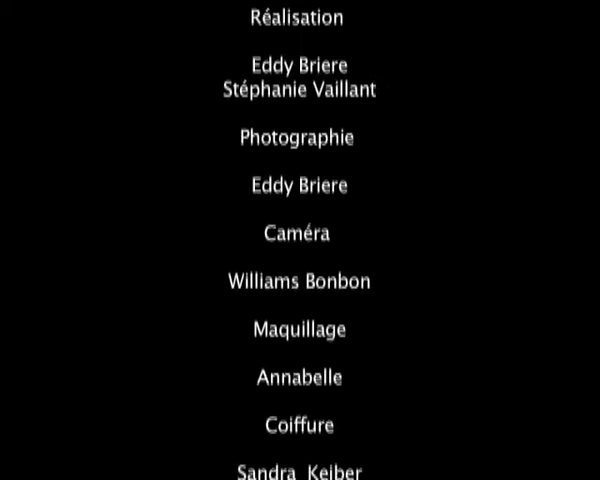 Réalisation
Eddy Briere
Stéphanie Vaillant
Photographie
Eddy Briere
Caméra
Williams Bonbon
Maquillage
Annabelle
Coiffure
Sandra Keiber